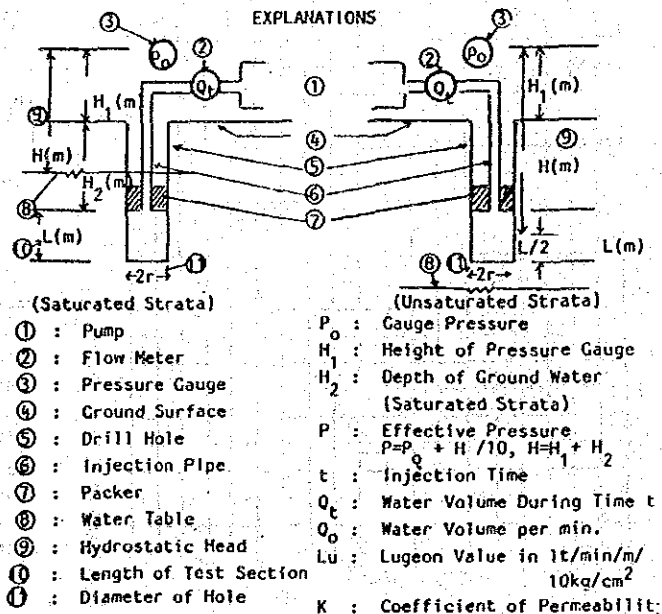 EXPLANATIONS
③ ② ③
P₀ P₀
② Qt ① Qt
H₁(m) H₁(m)
⑨ ④ ⑨
H(m) ⑤ H(m)
H₂(m) ⑥
⑧ ⑦
L(m) L/2 L(m)
⑩
←2r→ ⑪ ⑪ ←2r→
⑧
(Saturated Strata) (Unsaturated Strata)
① : Pump
② : Flow Meter
③ : Pressure Gauge
④ : Ground Surface
⑤ : Drill Hole
⑥ : Injection Pipe
⑦ : Packer
⑧ : Water Table
⑨ : Hydrostatic Head
⑩ : Length of Test Section
⑪ : Diameter of Hole
P₀ : Gauge Pressure
H₁ : Height of Pressure Gauge
H₂ : Depth of Ground Water
(Saturated Strata)
P : Effective Pressure
P=P₀ + H /10, H=H₁+ H₂
t : Injection Time
Qt : Water Volume During Time t
Q₀ : Water Volume per min.
Lu : Lugeon Value in lt/min/m/
10kg/cm²
K : Coefficient of Permeabilit